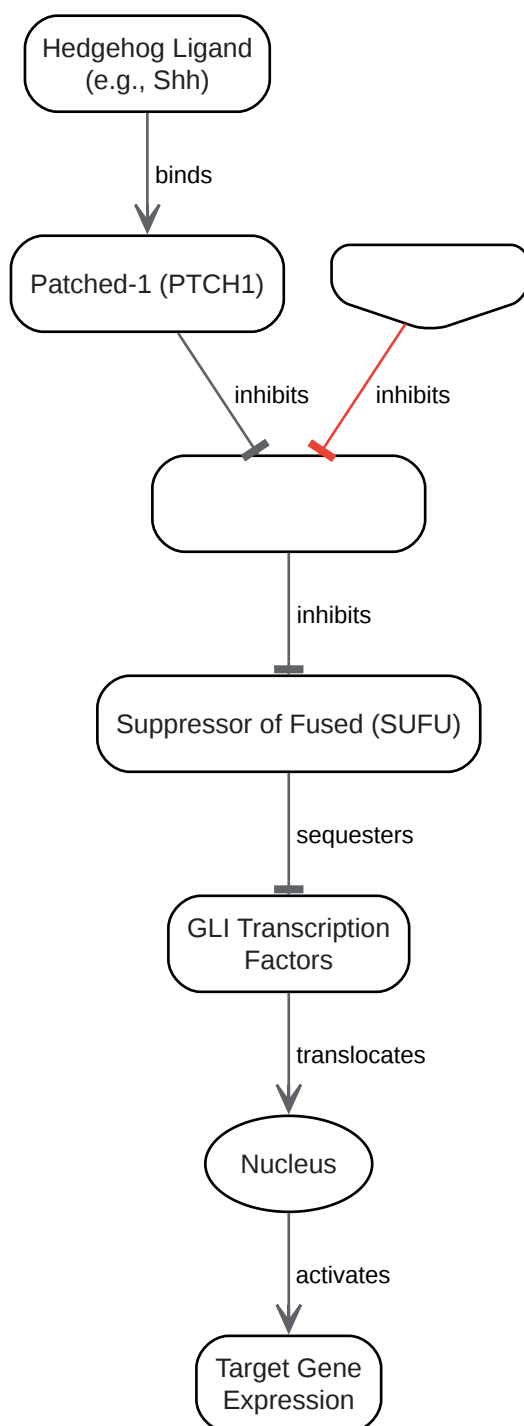 Hedgehog Ligand
(e.g., Shh)
binds
Patched-1 (PTCH1)
inhibits
inhibits
inhibits
Suppressor of Fused (SUFU)
sequesters
GLI Transcription
Factors
translocates
Nucleus
activates
Target Gene
Expression